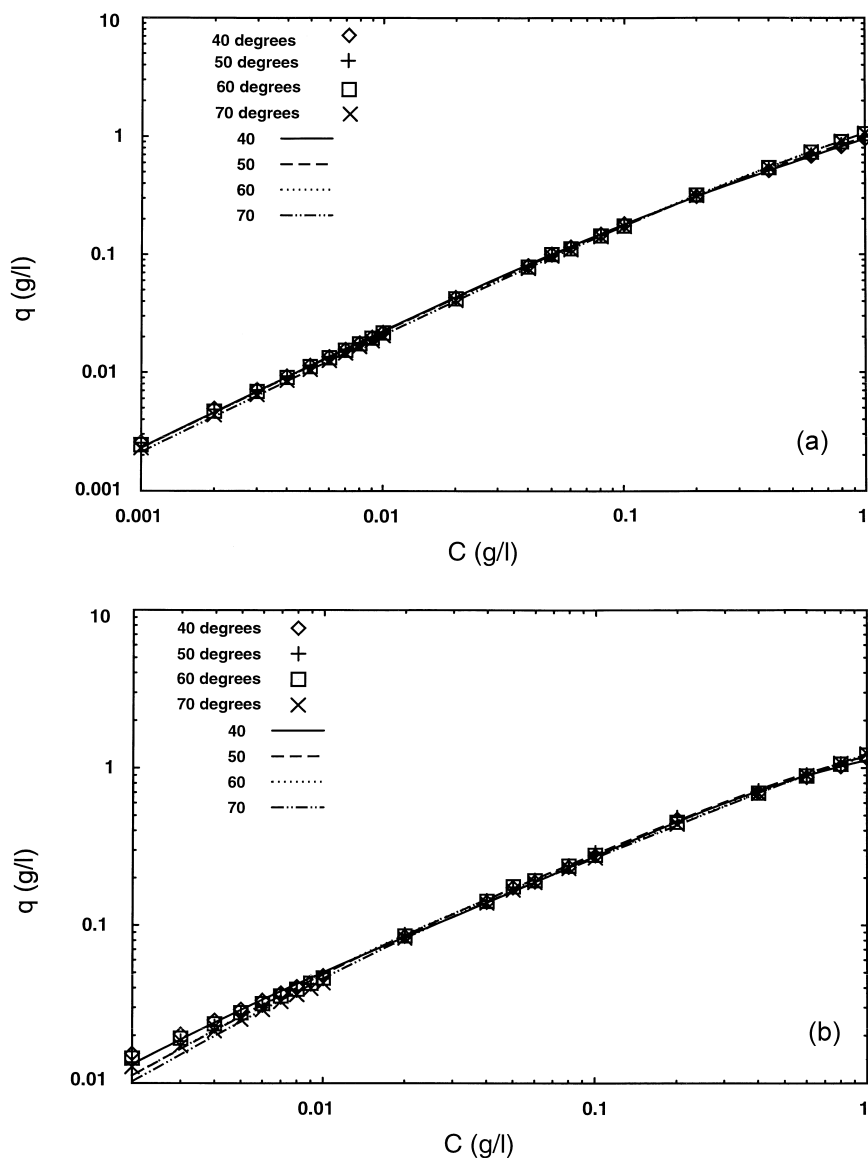 10
40 degrees
50 degrees
60 degrees
70 degrees
40
50
60
70
1
0.1
0.01
0.001
q (g/l)
(a)
0.001 0.01 0.1 1
C (g/l)
10
40 degrees
50 degrees
60 degrees
70 degrees
40
50
60
70
1
0.1
0.01
q (g/l)
(b)
0.01 0.1 1
C (g/l)